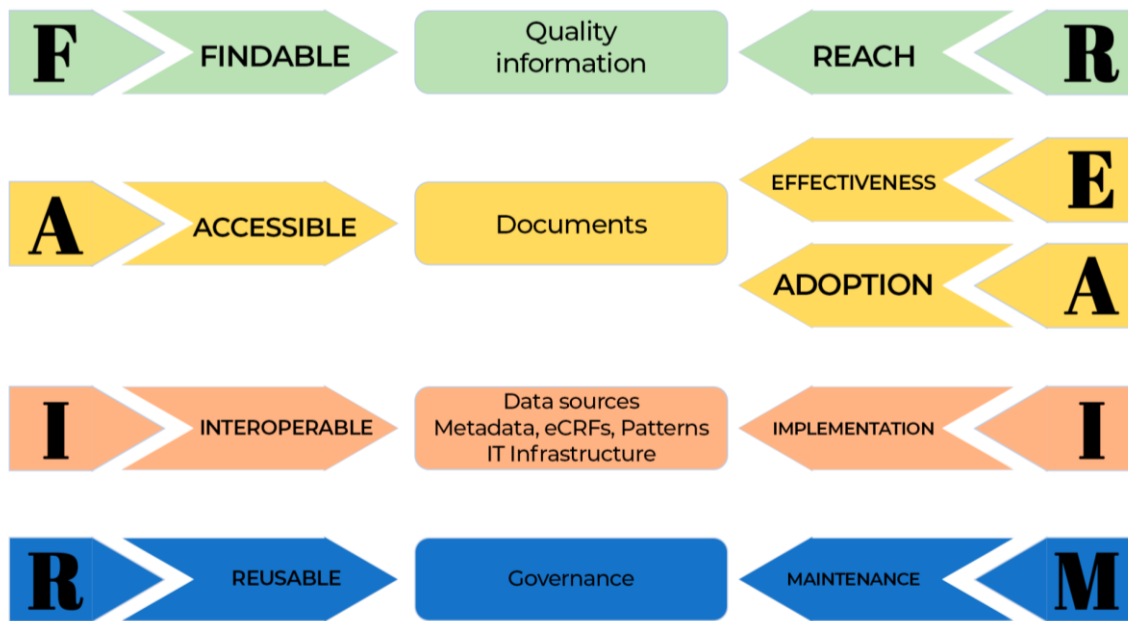 F
FINDABLE
Quality
information
REACH
R
A
ACCESSIBLE
Documents
EFFECTIVENESS
E
ADOPTION
A
I
INTEROPERABLE
Data sources
Metadata, eCRFs, Patterns
IT Infrastructure
IMPLEMENTATION
I
R
REUSABLE
Governance
MAINTENANCE
M